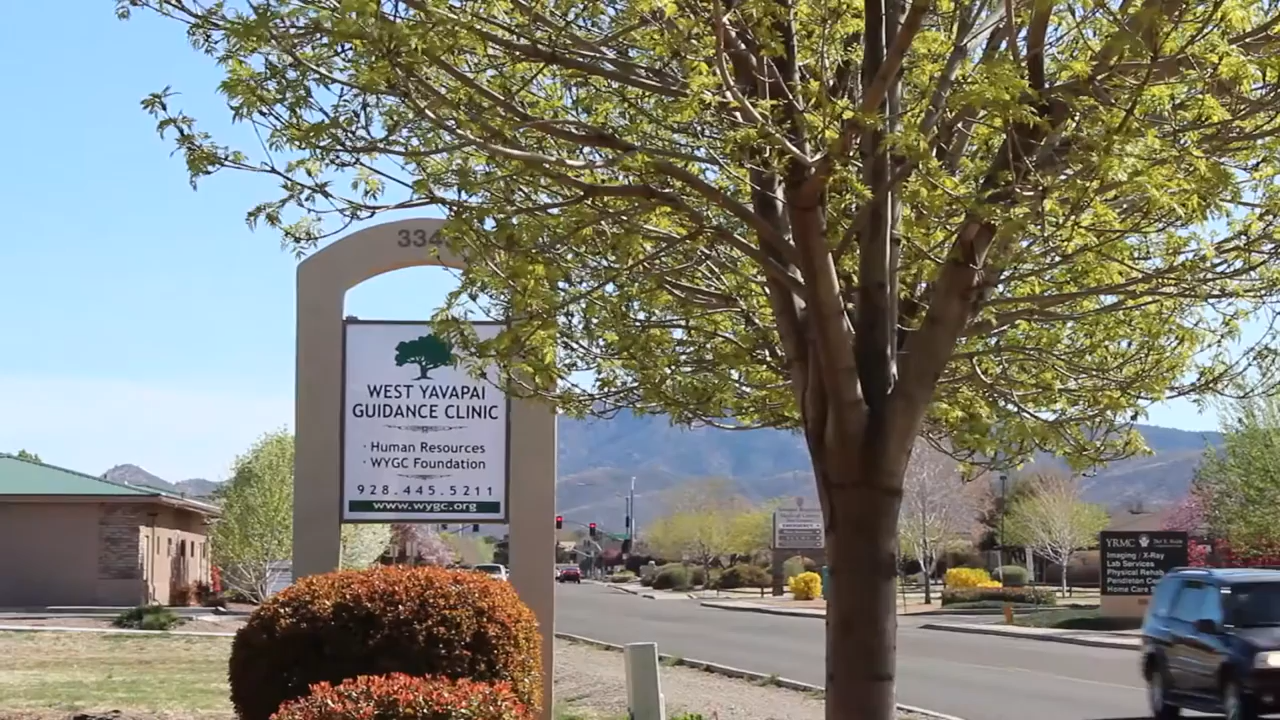 334
WEST YAVAPAI
GUIDANCE CLINIC
· Human Resources
· WYGC Foundation
928.445.5211
www.wygc.org
YRMC
Imaging / X-Ray
Lab Services
Physical Rehab
Pendleton
Home Care